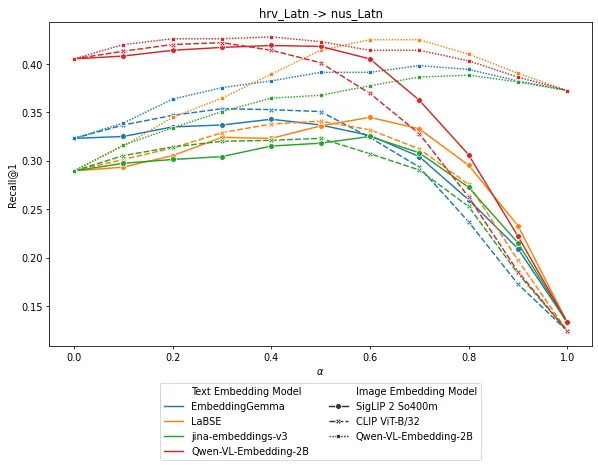 hrv_Latn -> nus_Latn
Recall@1
0.40
0.35
0.30
0.25
0.20
0.15
0.0
0.2
0.4
0.6
0.8
1.0
α
Text Embedding Model
EmbeddingGemma
LaBSE
jina-embeddings-v3
Qwen-VL-Embedding-2B
Image Embedding Model
SigLIP 2 So400m
CLIP ViT-B/32
Qwen-VL-Embedding-2B